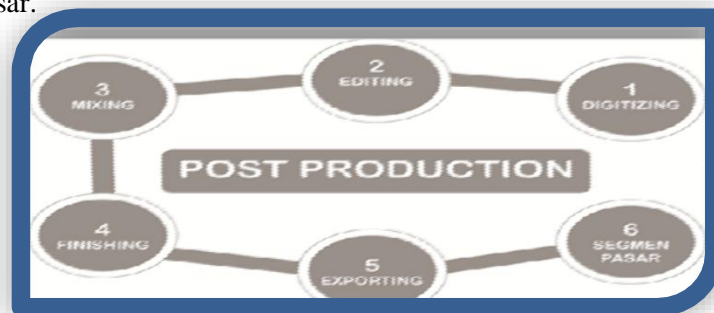 sar.
2
EDITING
3
MIXING
1
DIGITIZING
POST PRODUCTION
4
FINISHING
6
SEGMEN
PASAR
5
EXPORTING